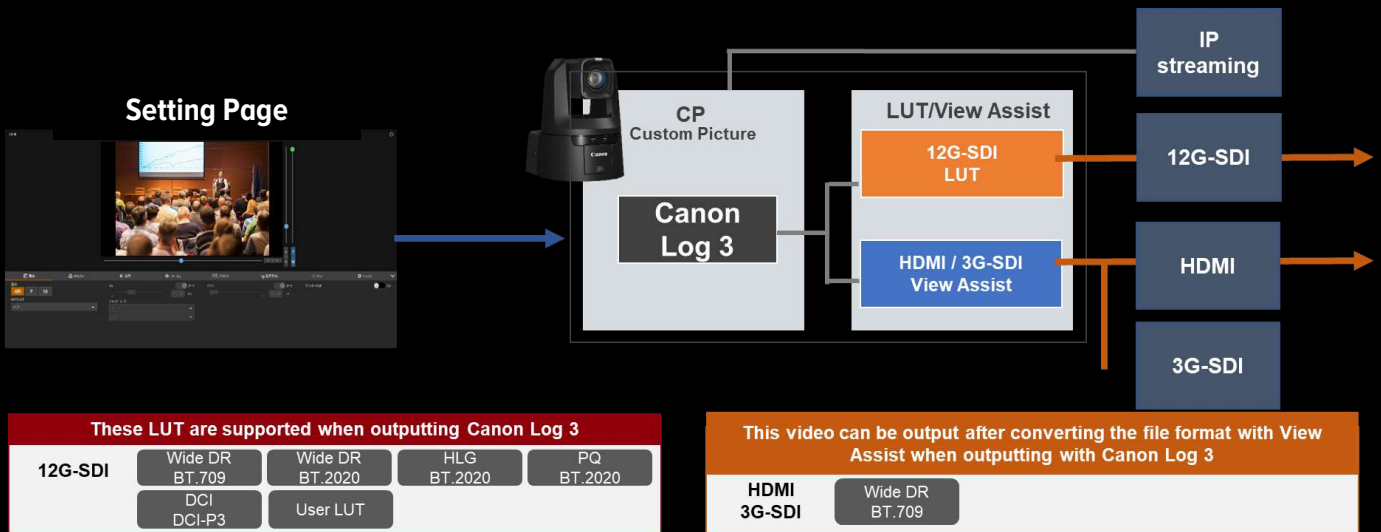 Setting Page
Canon
CP
Custom Picture
Canon
Log 3
LUT/View Assist
12G-SDI
LUT
HDMI / 3G-SDI
View Assist
IP
streaming
12G-SDI
HDMI
3G-SDI
These LUT are supported when outputting Canon Log 3
12G-SDI
Wide DR
BT.709
Wide DR
BT.2020
HLG
BT.2020
PQ
BT.2020
DCI
DCI-P3
User LUT
This video can be output after converting the file format with View
Assist when outputting with Canon Log 3
HDMI
3G-SDI
Wide DR
BT.709